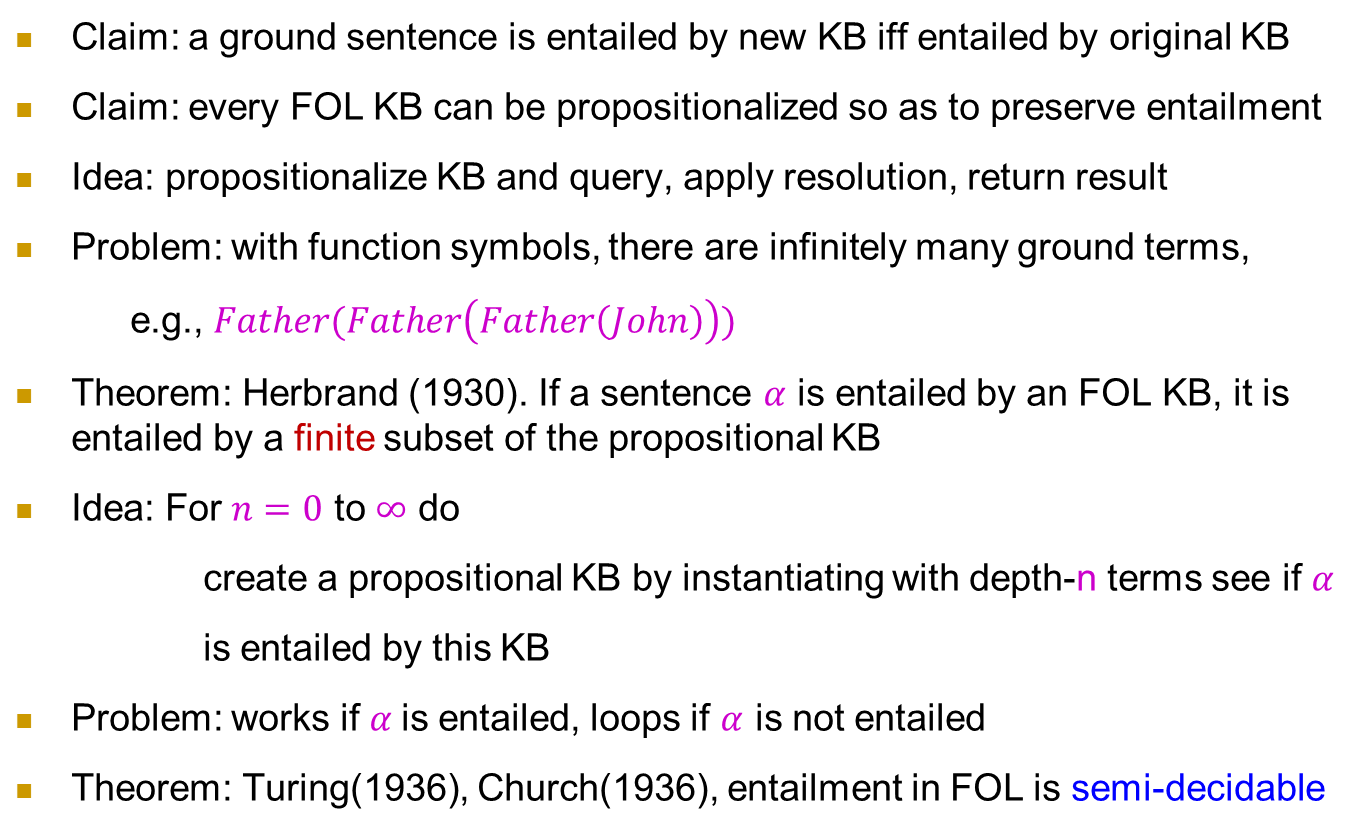 Claim: a ground sentence is entailed by new KB iff entailed by original KB
Claim: every FOL KB can be propositionalized so as to preserve entailment
Idea: propositionalize KB and query, apply resolution, return result
Problem: with function symbols, there are infinitely many ground terms,
e.g., Father(Father(Father(John)))
Theorem: Herbrand (1930). If a sentence α is entailed by an FOL KB, it is
entailed by a finite subset of the propositional KB
Idea: For n = 0 to ∞ do
create a propositional KB by instantiating with depth-n terms see if α
is entailed by this KB
Problem: works if α is entailed, loops if α is not entailed
Theorem: Turing(1936), Church(1936), entailment in FOL is semi-decidable